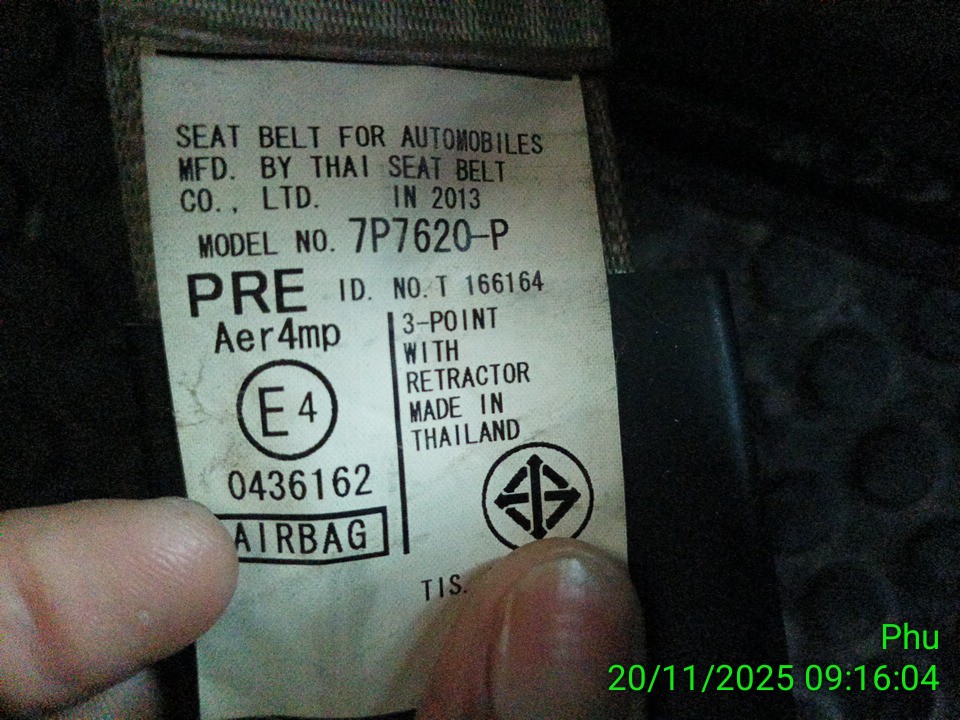 SEAT BELT FOR AUTOMOBILES
MFD. BY THAI SEAT BELT
CO., LTD. IN 2013
MODEL NO. 7P7620-P
PRE ID. NO.T 166164
Aer4mp
3-POINT
WITH
RETRACTOR
MADE IN
THAILAND
E4
0436162
AIRBAG
TIS.
Phu
20/11/2025 09:16:04